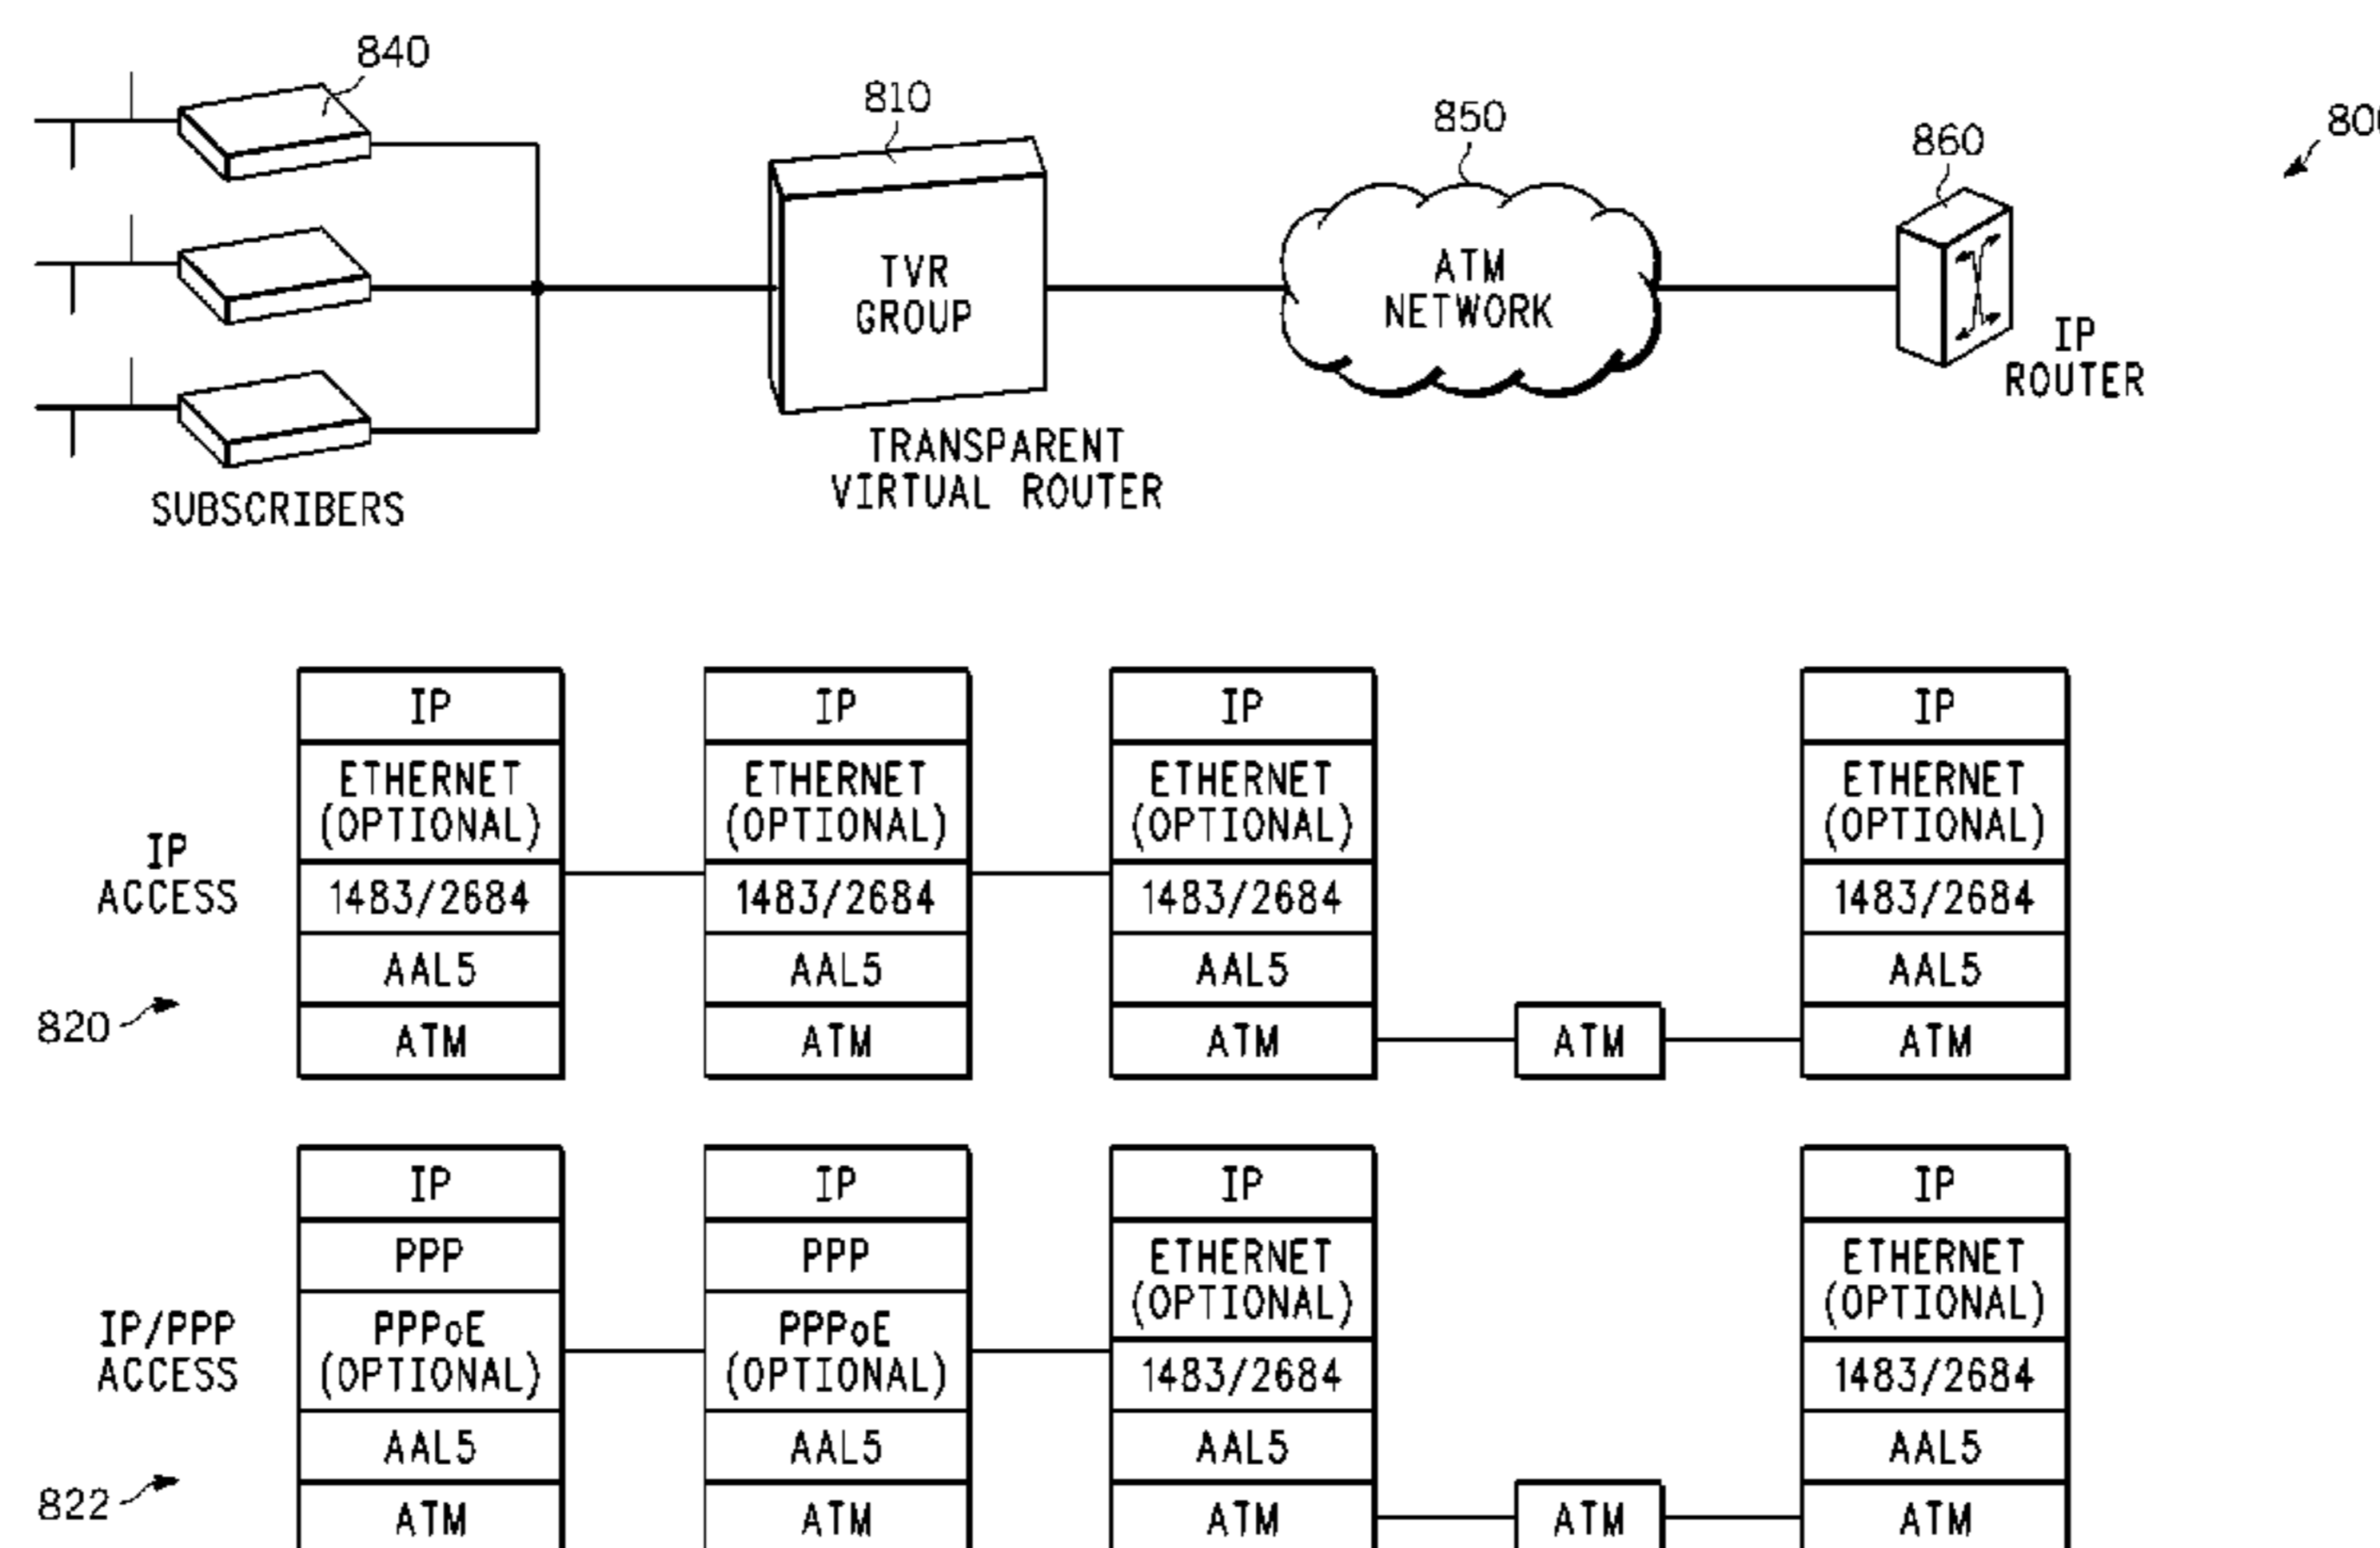 840
810
850
860
TVR
GROUP
ATM
NETWORK
IP
ROUTER
TRANSPARENT
VIRTUAL ROUTER
SUBSCRIBERS
IP
ACCESS
820
IP
ETHERNET
(OPTIONAL)
1483/2684
AAL5
ATM
IP
ETHERNET
(OPTIONAL)
1483/2684
AAL5
ATM
IP
ETHERNET
(OPTIONAL)
1483/2684
AAL5
ATM
ATM
IP
ETHERNET
(OPTIONAL)
1483/2684
AAL5
ATM
IP/PPP
ACCESS
822
IP
PPP
PPPoE
(OPTIONAL)
AAL5
ATM
IP
PPP
PPPoE
(OPTIONAL)
AAL5
ATM
IP
ETHERNET
(OPTIONAL)
1483/2684
AAL5
ATM
ATM
IP
ETHERNET
(OPTIONAL)
1483/2684
AAL5
ATM